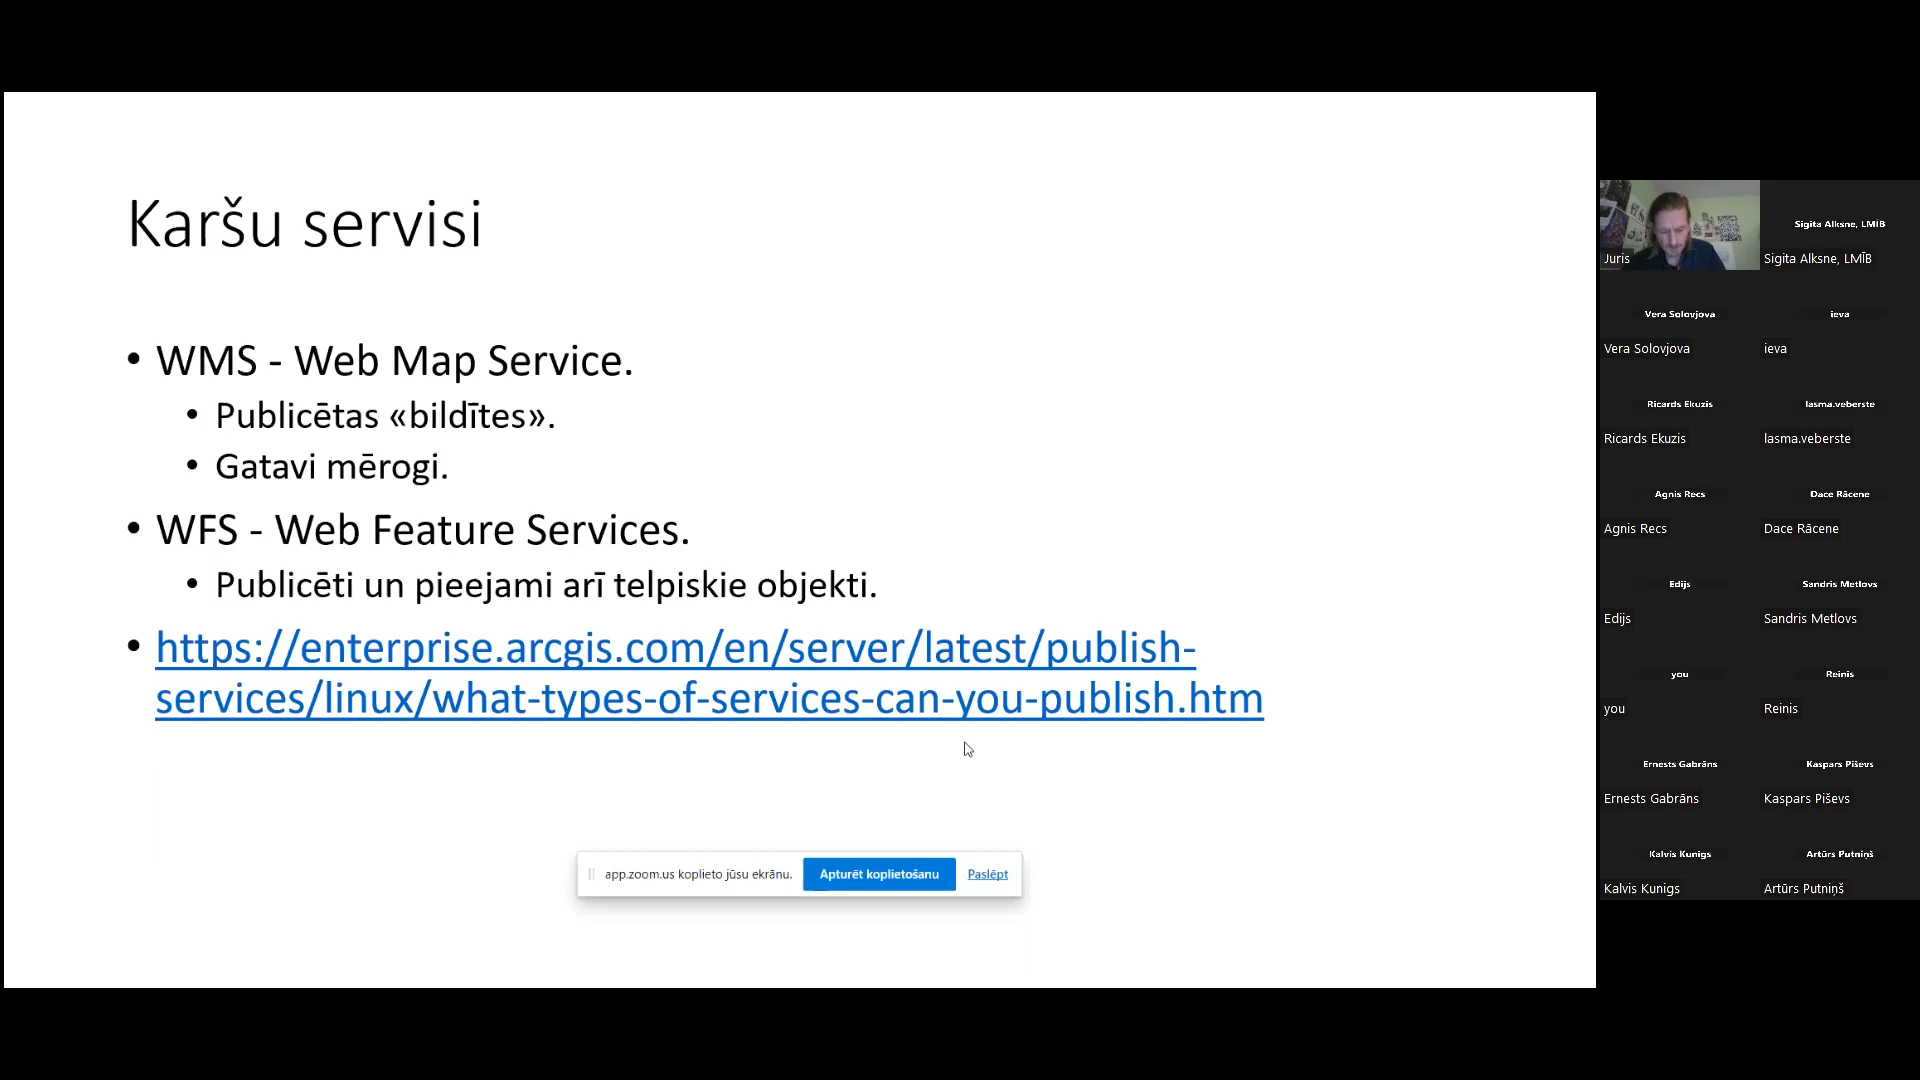 Karšu servisi
• WMS - Web Map Service.
• Publicētas «bildītes».
• Gatavi mērogi.
• WFS - Web Feature Services.
• Publicēti un pieejami arī telpiskie objekti.
• https://enterprise.arcgis.com/en/server/latest/publish-
services/linux/what-types-of-services-can-you-publish.htm
app.zoom.us koplieto jūsu ekrānu. Apturēt koplietošanu Paslēpt
Sigita Alksne, LMĪB
Juris Sigita Alksne, LMĪB
Vera Solovjova ieva
Vera Solovjova ieva
Ricards Ekuzis lasma.veberste
Ricards Ekuzis lasma.veberste
Agnis Recs Dace Rācene
Agnis Recs Dace Rācene
Edijs Sandris Metlovs
Edijs Sandris Metlovs
you Reinis
you Reinis
Ernests Gabrāns Kaspars Piševs
Ernests Gabrāns Kaspars Piševs
Kalvis Kunigs Artūrs Putniņš
Kalvis Kunigs Artūrs Putniņš